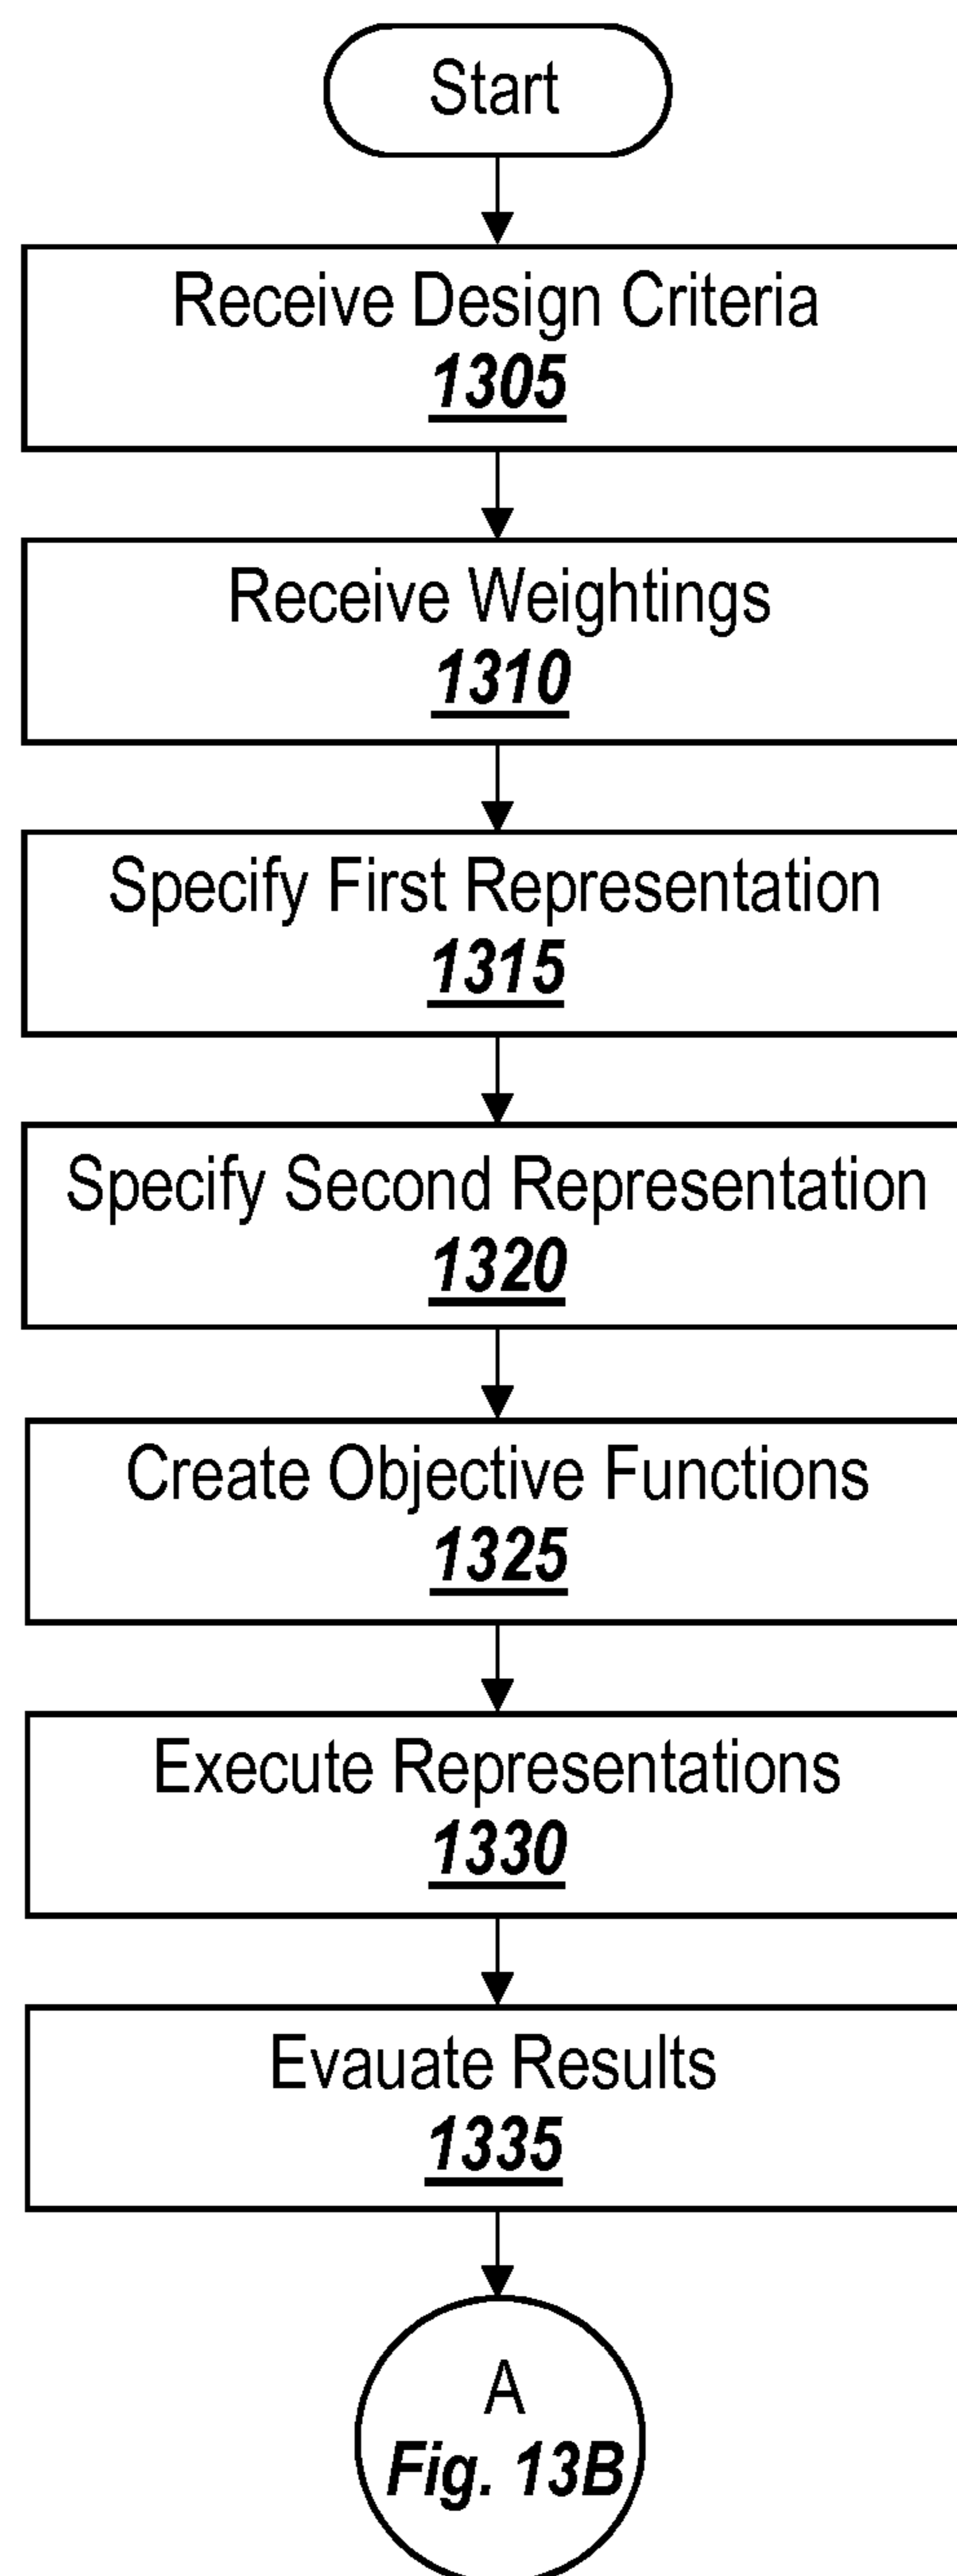 Start
Receive Design Criteria
1305
Receive Weightings
1310
Specify First Representation
1315
Specify Second Representation
1320
Create Objective Functions
1325
Execute Representations
1330
Evauate Results
1335
A
Fig. 13B